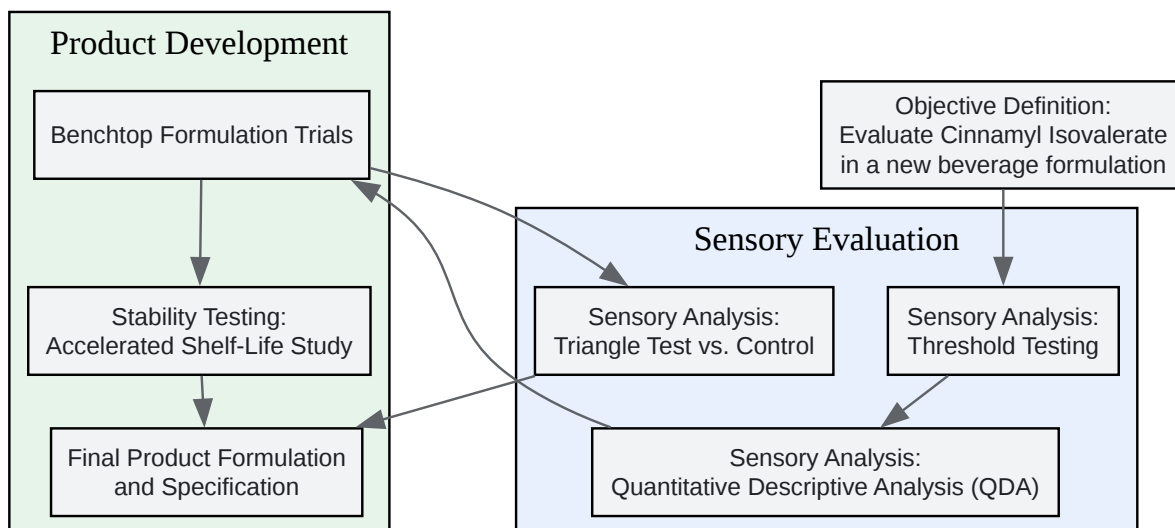 Product Development
Benchtop Formulation Trials
Objective Definition:
Evaluate Cinnamyl Isovalerate
in a new beverage formulation
Sensory Evaluation
Stability Testing:
Accelerated Shelf-Life Study
Sensory Analysis:
Triangle Test vs. Control
Sensory Analysis:
Threshold Testing
Final Product Formulation
and Specification
Sensory Analysis:
Quantitative Descriptive Analysis (QDA)